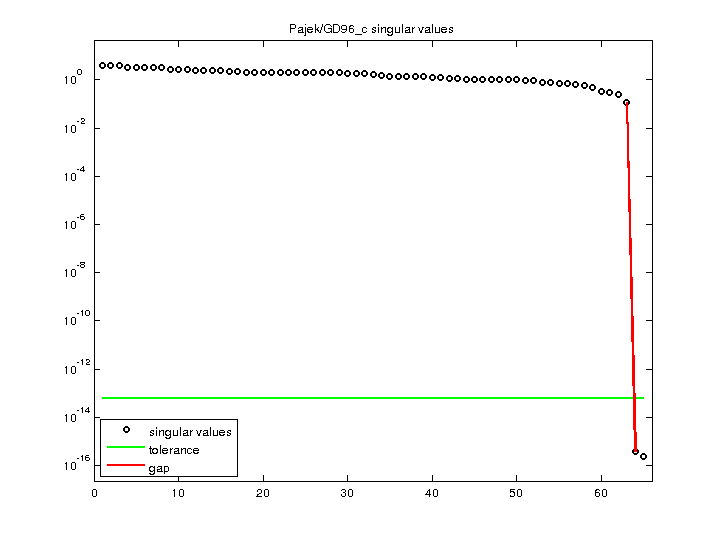 Pajek/GD96_c singular values
10^0
10^-2
10^-4
10^-6
10^-8
10^-10
10^-12
10^-14
10^-16
singular values
tolerance
gap
0 10 20 30 40 50 60